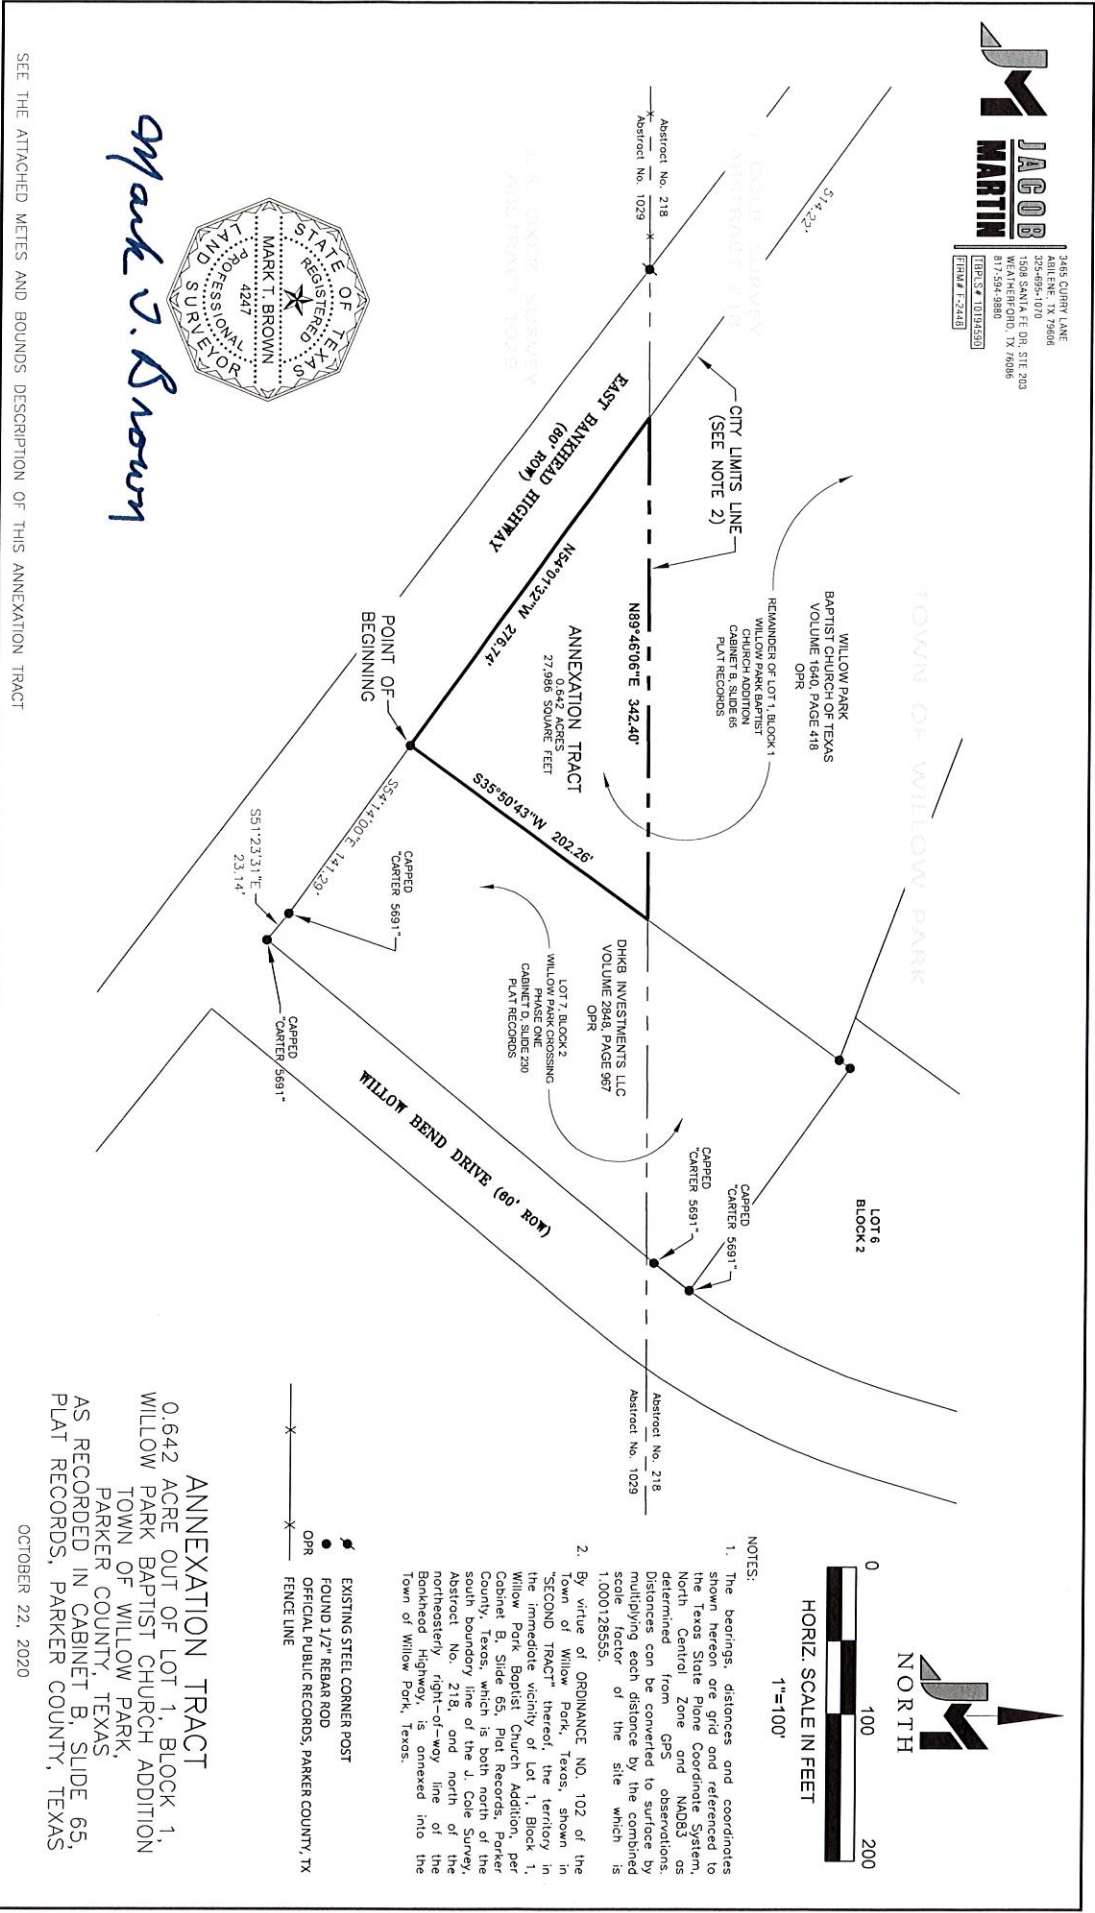 JACOB
MARTIN
3465 CURRY LANE
ABILENE, TX 79606
325-695-1070
1508 SANTA FE DR, STE 203
WEATHERFORD, TX 76086
817-594-9880
TBPLS# 10194590
FIRM# F-2448
NORTH
HORIZ. SCALE IN FEET
0 100 200
1"=100'
TOWN OF WILLOW PARK
WILLOW PARK
BAPTIST CHURCH OF TEXAS
VOLUME 1640, PAGE 418
OPR
REMAINDER OF LOT 1, BLOCK 1
WILLOW PARK BAPTIST
CHURCH ADDITION
CABINET B, SLIDE 65
PLAT RECORDS
LOT 6
BLOCK 2
514.22'
CITY LIMITS LINE
(SEE NOTE 2)
Abstract No. 218
Abstract No. 1029
N89°46'06"E 342.40'
ANNEXATION TRACT
0.642 ACRES
27,986 SQUARE FEET
N54°01'32"W 276.74'
S35°50'43"W 202.26'
EAST BANKHEAD HIGHWAY
(80' ROW)
POINT OF
BEGINNING
S54°14'00"E 141.29'
S51°23'31"E
23.14'
CAPPED
"CARTER 5691"
CAPPED
"CARTER 5691"
CAPPED
"CARTER 5691"
CAPPED
"CARTER 5691"
DHKB INVESTMENTS LLC
VOLUME 2848, PAGE 967
OPR
LOT 7, BLOCK 2
WILLOW PARK CROSSING
PHASE ONE
CABINET D, SLIDE 230
PLAT RECORDS
WILLOW BEND DRIVE (60' ROW)
Abstract No. 218
Abstract No. 1029
NOTES:
1. The bearings, distances and coordinates
shown hereon are grid and referenced to
the Texas State Plane Coordinate System,
North Central Zone and NAD83 as
determined from GPS observations.
Distances can be converted to surface by
multiplying each distance by the combined
scale factor of the site which is
1.000128555.
2. By virtue of ORDINANCE NO. 102 of the
Town of Willow Park, Texas, shown in
"SECOND TRACT" thereof, the territory in
the immediate vicinity of Lot 1, Block 1,
Willow Park Baptist Church Addition, per
Cabinet B, Slide 65, Plat Records, Parker
County, Texas, which is both north of the
south boundary line of the J. Cole Survey,
Abstract No. 218, and north of the
northeasterly right-of-way line of the
Bankhead Highway, is annexed into the
Town of Willow Park, Texas.
EXISTING STEEL CORNER POST
FOUND 1/2" REBAR ROD
OPR OFFICIAL PUBLIC RECORDS, PARKER COUNTY, TX
FENCE LINE
STATE OF TEXAS
REGISTERED
MARK T. BROWN
4247
PROFESSIONAL
LAND SURVEYOR
Mark T. Brown
ANNEXATION TRACT
0.642 ACRE OUT OF LOT 1, BLOCK 1,
WILLOW PARK BAPTIST CHURCH ADDITION
TOWN OF WILLOW PARK,
PARKER COUNTY, TEXAS
AS RECORDED IN CABINET B, SLIDE 65,
PLAT RECORDS, PARKER COUNTY, TEXAS
OCTOBER 22, 2020
SEE THE ATTACHED METES AND BOUNDS DESCRIPTION OF THIS ANNEXATION TRACT